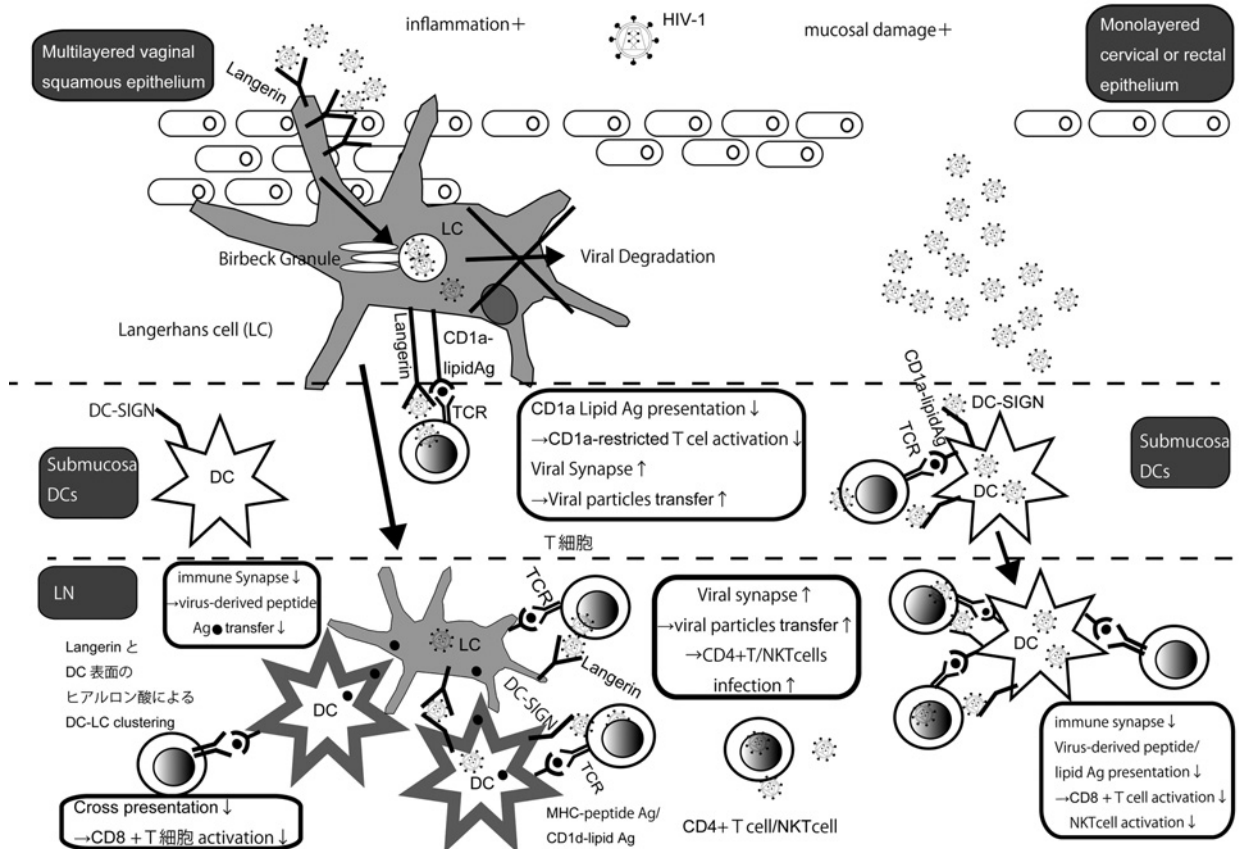 inflammation＋
HIV-1
mucosal damage＋
Multilayered vaginal
squamous epithelium
Monolayered
cervical or rectal
epithelium
Langerin
LC
Birbeck Granule
Viral Degradation
Langerhans cell (LC)
Langerin
CD1a-
lipidAg
TCR
DC-SIGN
DC
Submucosa
DCs
CD1a Lipid Ag presentation ↓
→CD1a-restricted T cel activation ↓
Viral Synapse ↑
→Viral particles transfer ↑
T 細胞
CD1a-lipidAg
TCR
DC-SIGN
DC
Submucosa
DCs
LN
immune Synapse ↓
→virus-derived peptide
Ag● transfer ↓
Langerin と
DC 表面の
ヒアルロン酸による
DC-LC clustering
LC
TCR
Langerin
DC-SIGN
DC
DC
TCR
Cross presentation ↓
→CD8 + T 細胞 activation ↓
MHC-peptide Ag/
CD1d-lipid Ag
Viral synapse ↑
→viral particles transfer ↑
→CD4+T/NKTcells
infection ↑
CD4+ T cell/NKTcell
DC
immune synapse ↓
Virus-derived peptide/
lipid Ag presentation ↓
→CD8 + T cell activation ↓
NKTcell activation ↓